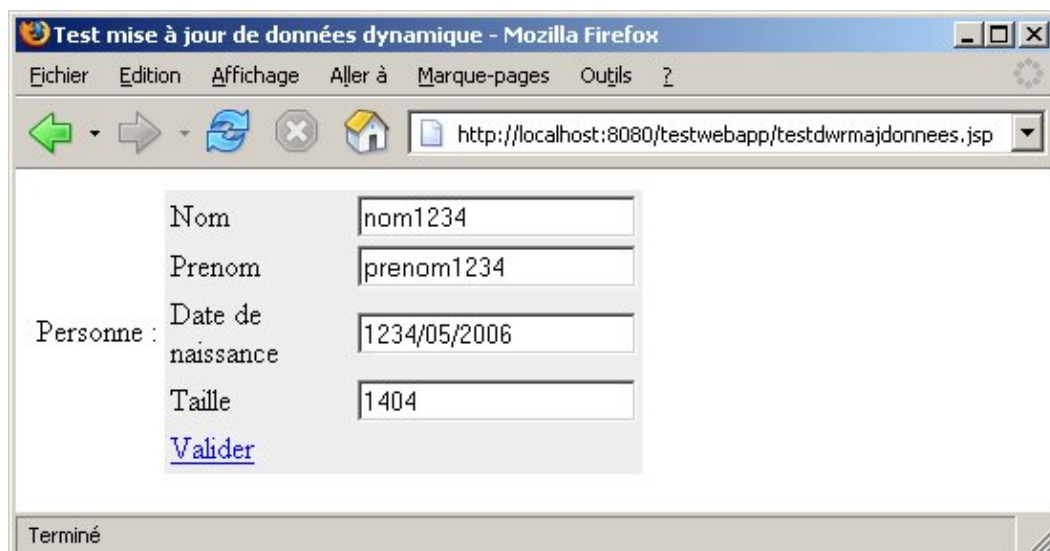 Test mise à jour de données dynamique - Mozilla Firefox
Fichier Edition Affichage Aller à Marque-pages Outils ?
http://localhost:8080/testwebapp/testdwrmajdonnees.jsp
Nom nom1234
Prenom prenom1234
Personne :
Date de
naissance
1234/05/2006
Taille 1404
Valider
Terminé